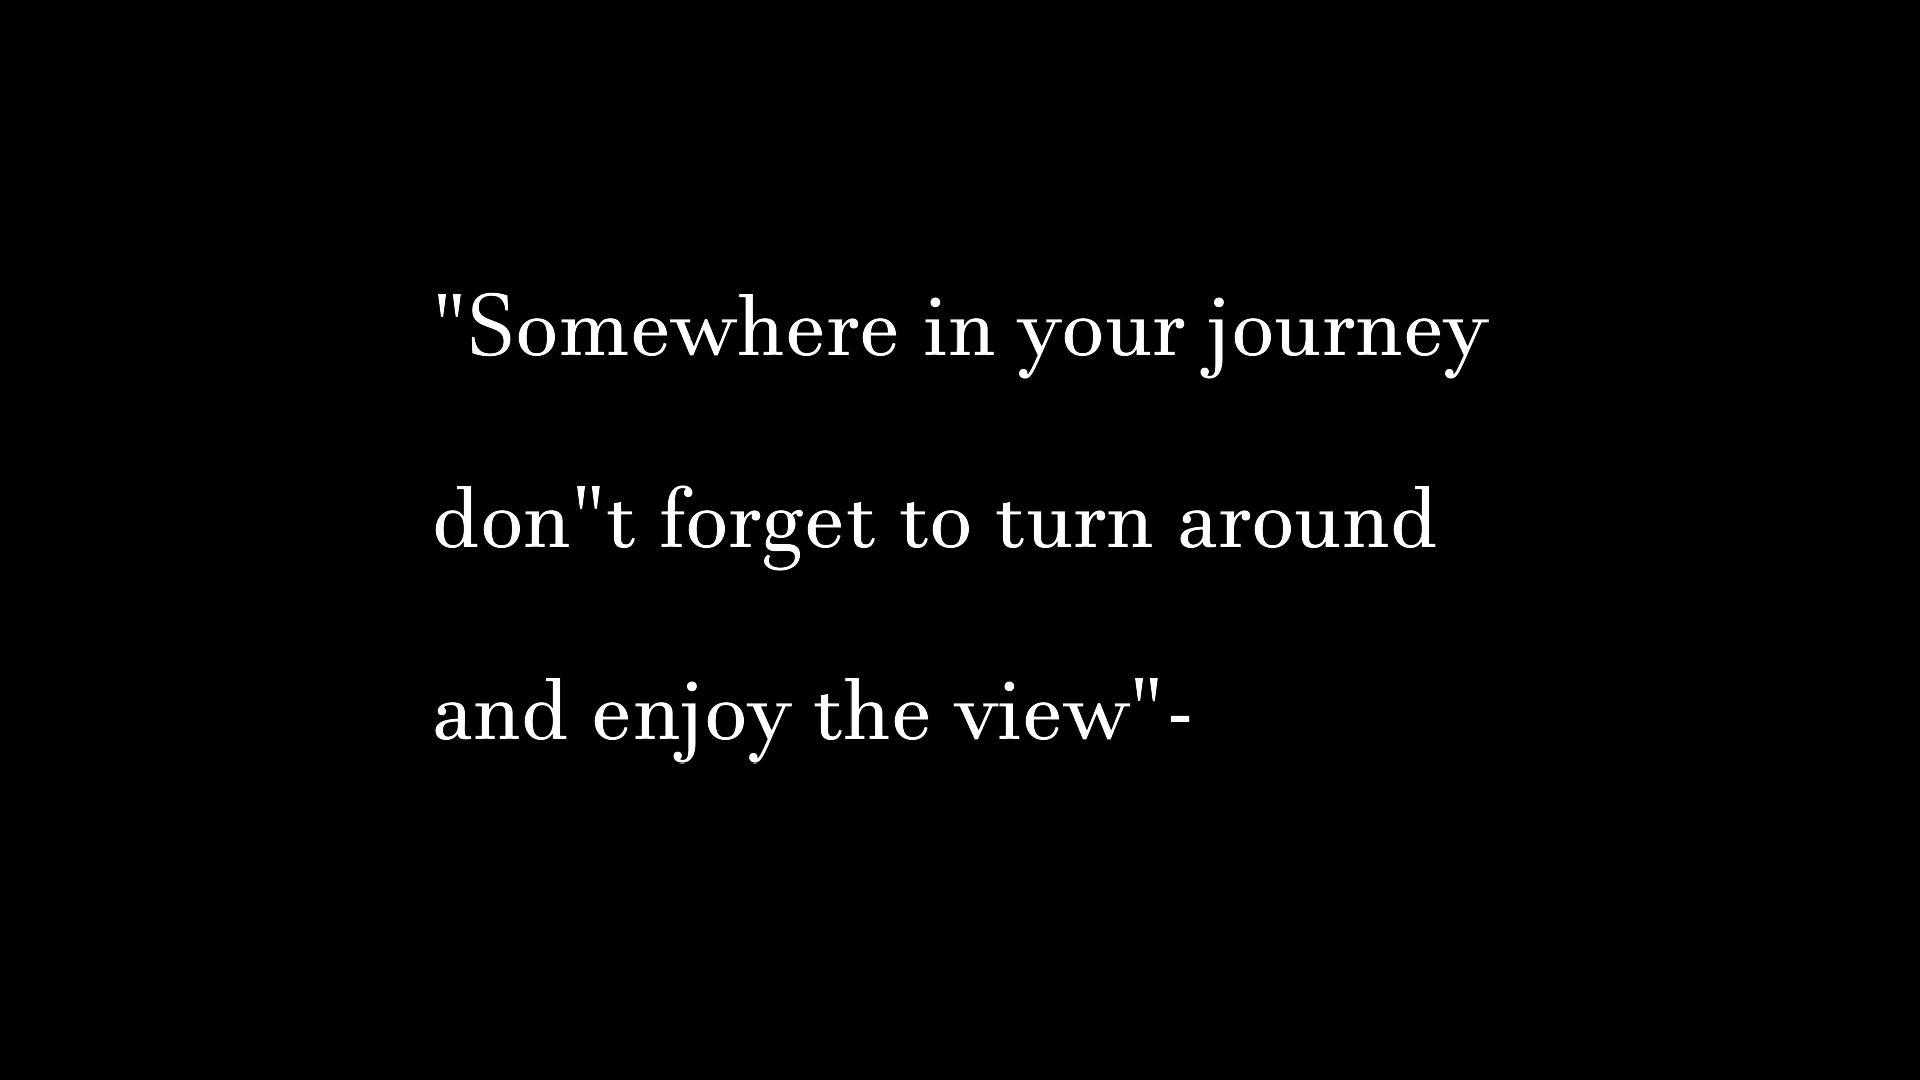 "Somewhere in your journey
don"t forget to turn around
and enjoy the view"-